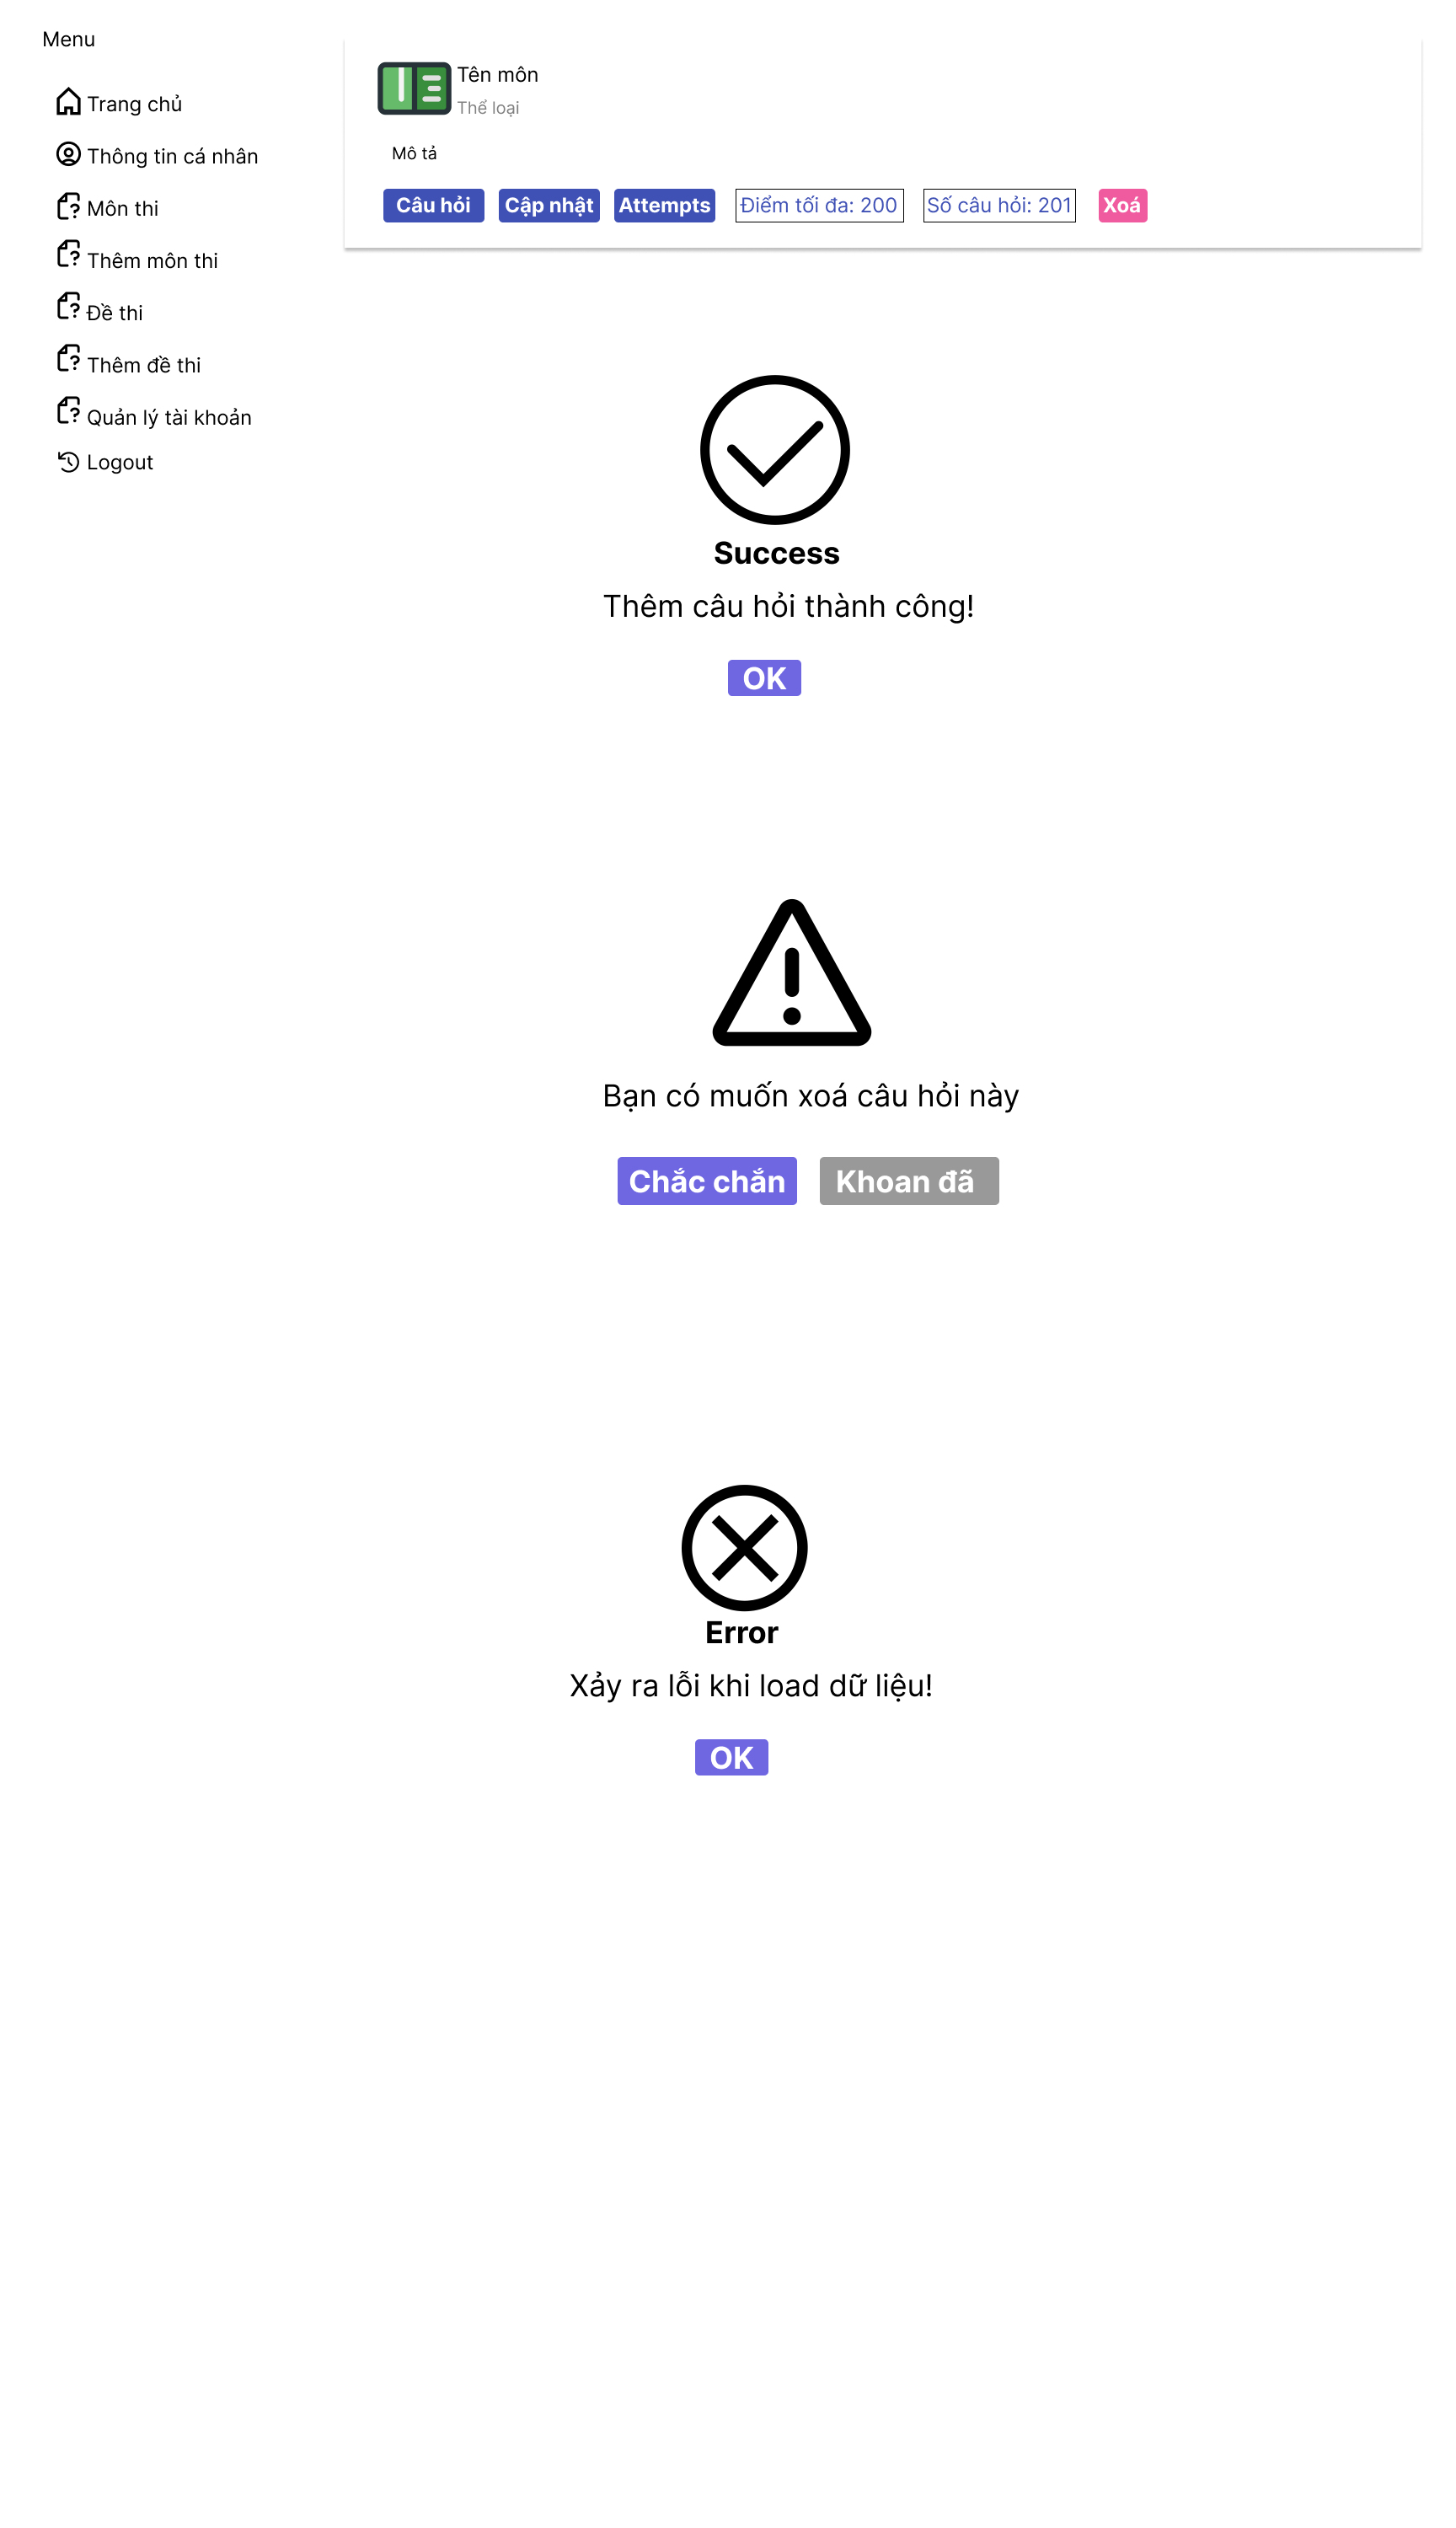 Menu
Trang chủ
Thông tin cá nhân
Môn thi
Thêm môn thi
Đề thi
Thêm đề thi
Quản lý tài khoản
Logout
Tên môn
Thể loại
Mô tả
Câu hỏi Cập nhật Attempts Điểm tối đa: 200 Số câu hỏi: 201 Xoá
Success
Thêm câu hỏi thành công!
OK
Bạn có muốn xoá câu hỏi này
Chắc chắn Khoan đã
Error
Xảy ra lỗi khi load dữ liệu!
OK